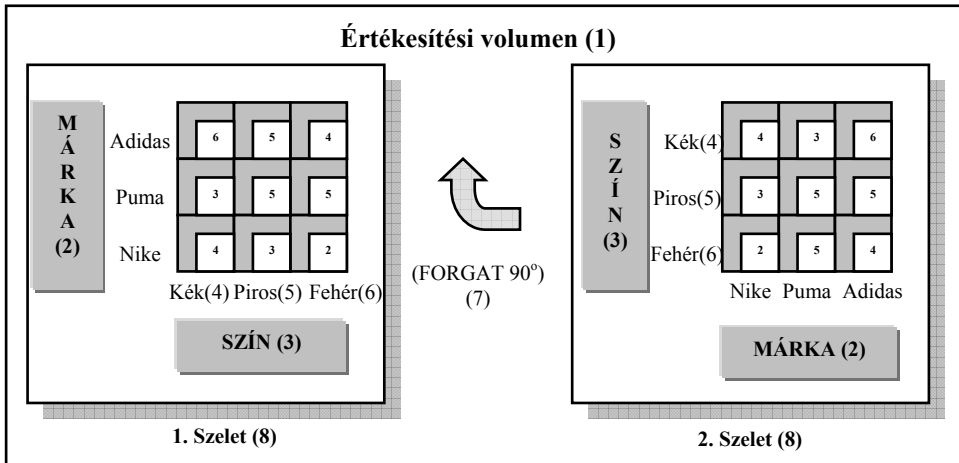 Értékesítési volumen (1)
MÁRKA (2)
Adidas 6 5 4
Puma 3 5 5
Nike 4 3 2
Kék(4) Piros(5) Fehér(6)
SZÍN (3)
1. Szelet (8)
(FORGAT 90°)
(7)
SZÍN (3)
Kék(4) 4 3 6
Piros(5) 3 5 5
Fehér(6) 2 5 4
Nike Puma Adidas
MÁRKA (2)
2. Szelet (8)